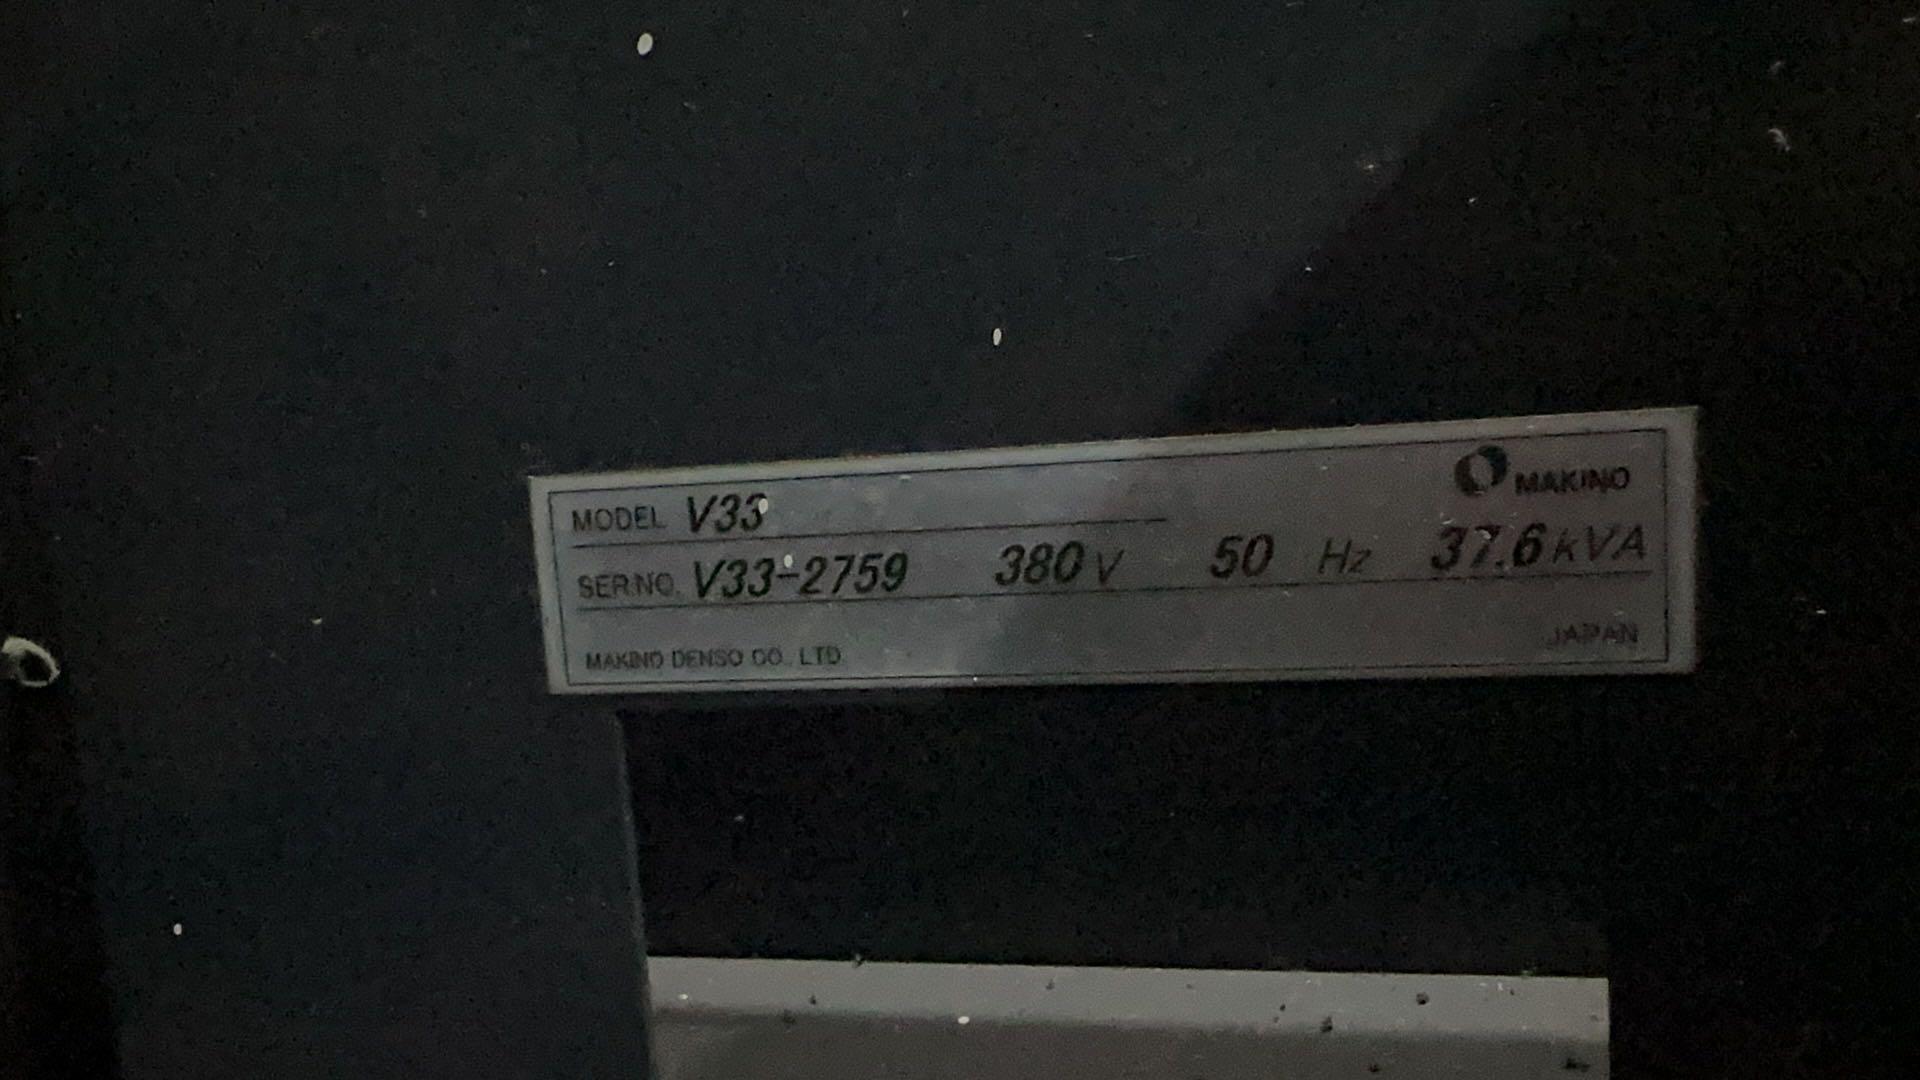 MAKINO
MODEL V33
SER.NO. V33-2759 380 V 50 Hz 37.6 kVA
MAKINO DENSO CO., LTD
JAPAN